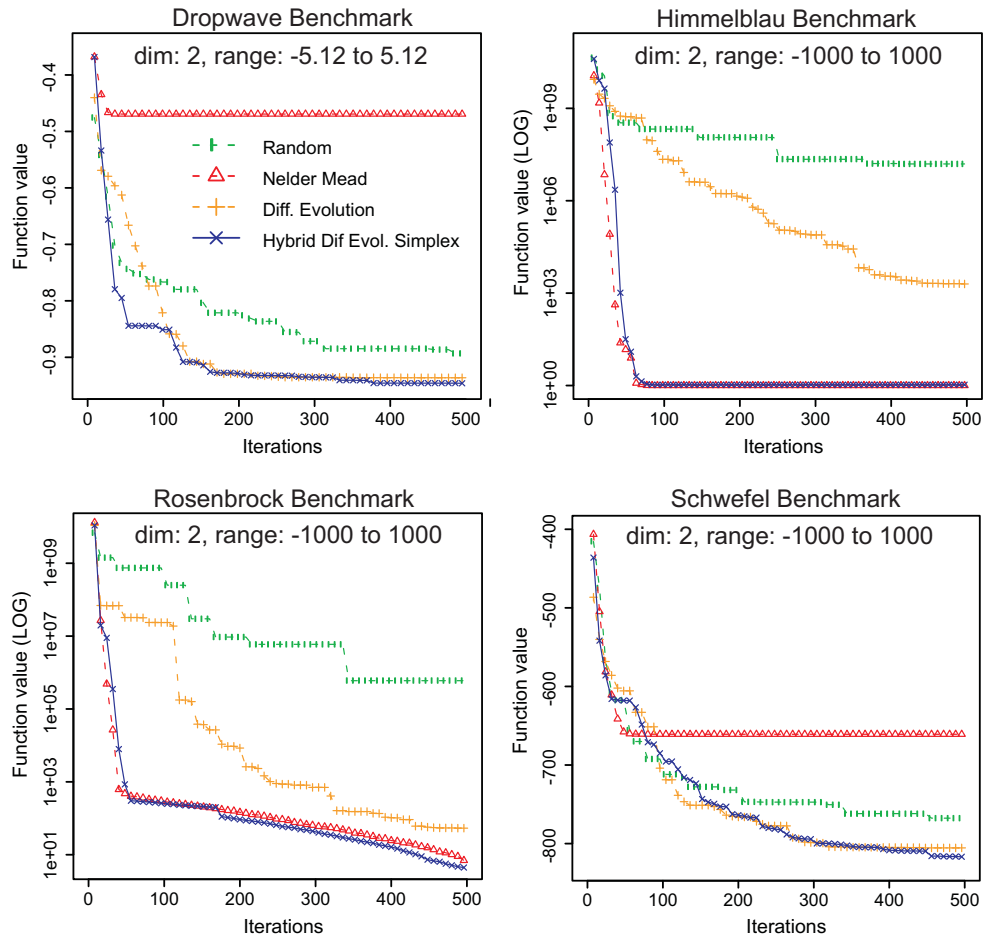 Dropwave Benchmark
dim: 2, range: -5.12 to 5.12
Function value
-0.4
-0.5
-0.6
-0.7
-0.8
-0.9
Random
Nelder Mead
Diff. Evolution
Hybrid Dif Evol. Simplex
0 100 200 300 400 500
Iterations
Himmelblau Benchmark
dim: 2, range: -1000 to 1000
Function value (LOG)
1e+09
1e+06
1e+03
1e+00
0 100 200 300 400 500
Iterations
Rosenbrock Benchmark
dim: 2, range: -1000 to 1000
Function value (LOG)
1e+09
1e+07
1e+05
1e+03
1e+01
0 100 200 300 400 500
Iterations
Schwefel Benchmark
dim: 2, range: -1000 to 1000
Function value
-400
-500
-600
-700
-800
0 100 200 300 400 500
Iterations